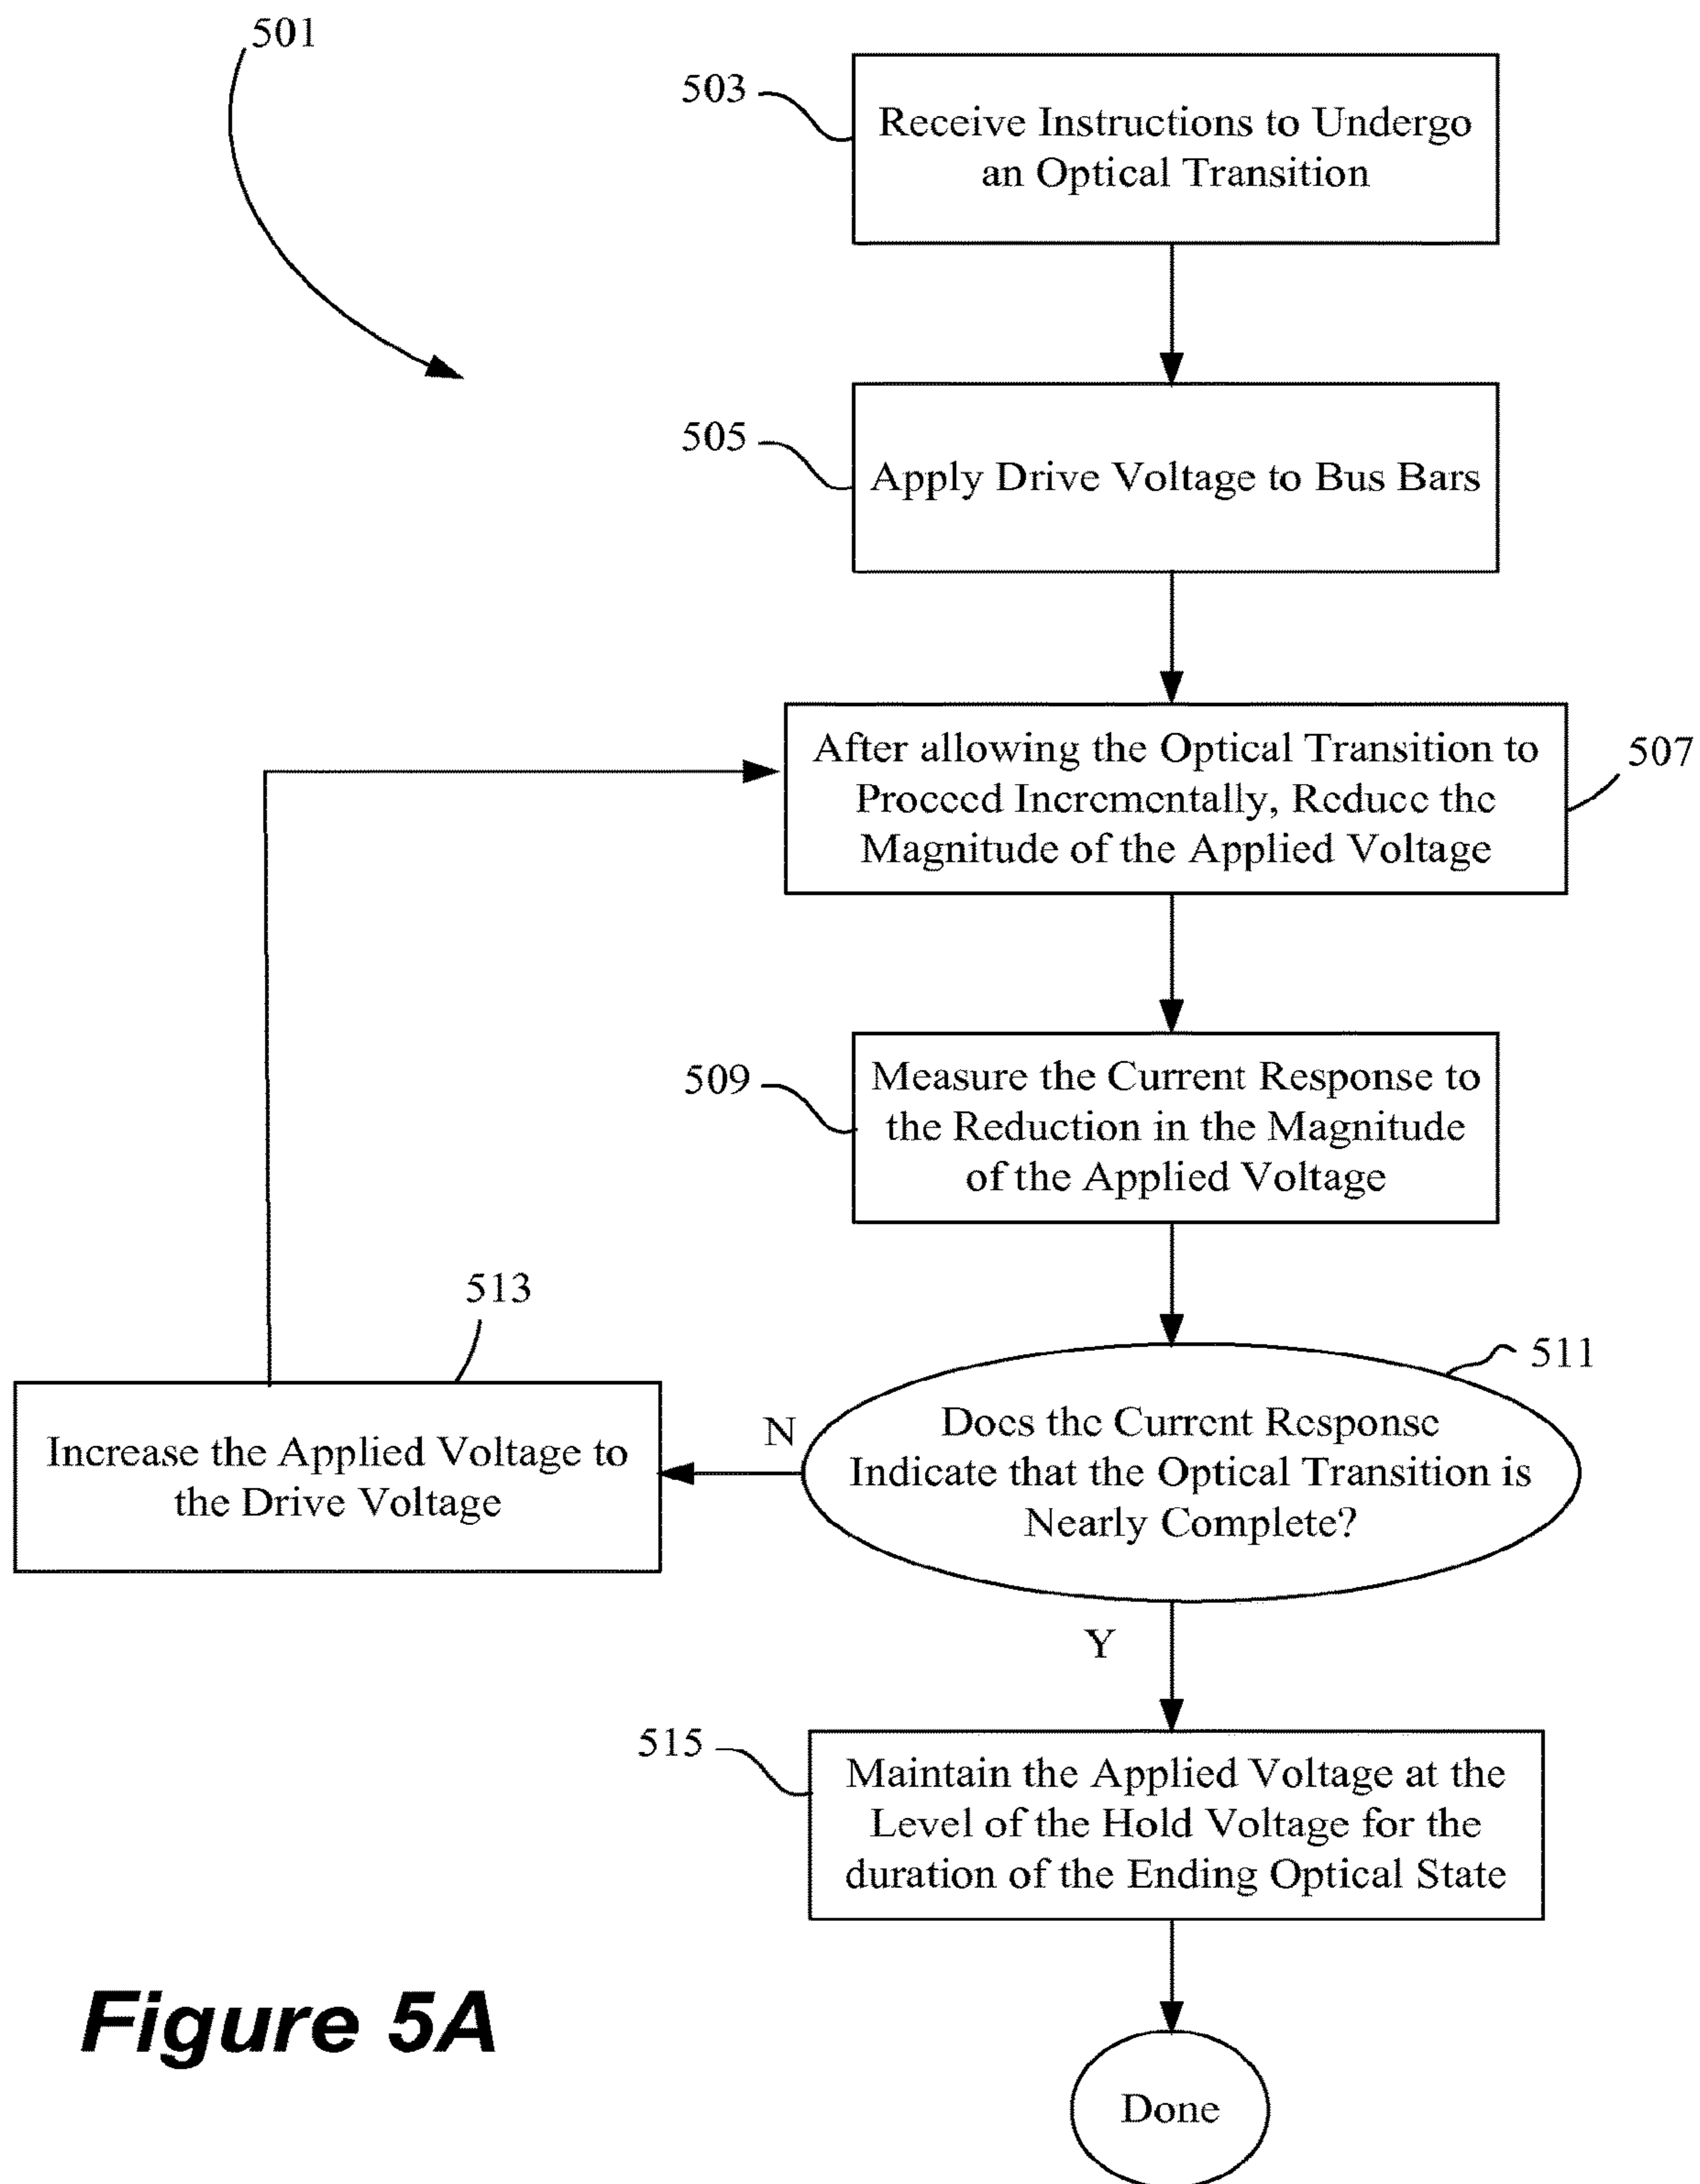 501
503
Receive Instructions to Undergo
an Optical Transition
505
Apply Drive Voltage to Bus Bars
After allowing the Optical Transition to
Proceed Incrementally, Reduce the
Magnitude of the Applied Voltage
507
509
Measure the Current Response to
the Reduction in the Magnitude
of the Applied Voltage
513
Increase the Applied Voltage to
the Drive Voltage
N
511
Does the Current Response
Indicate that the Optical Transition is
Nearly Complete?
Y
515
Maintain the Applied Voltage at the
Level of the Hold Voltage for the
duration of the Ending Optical State
Done
Figure 5A